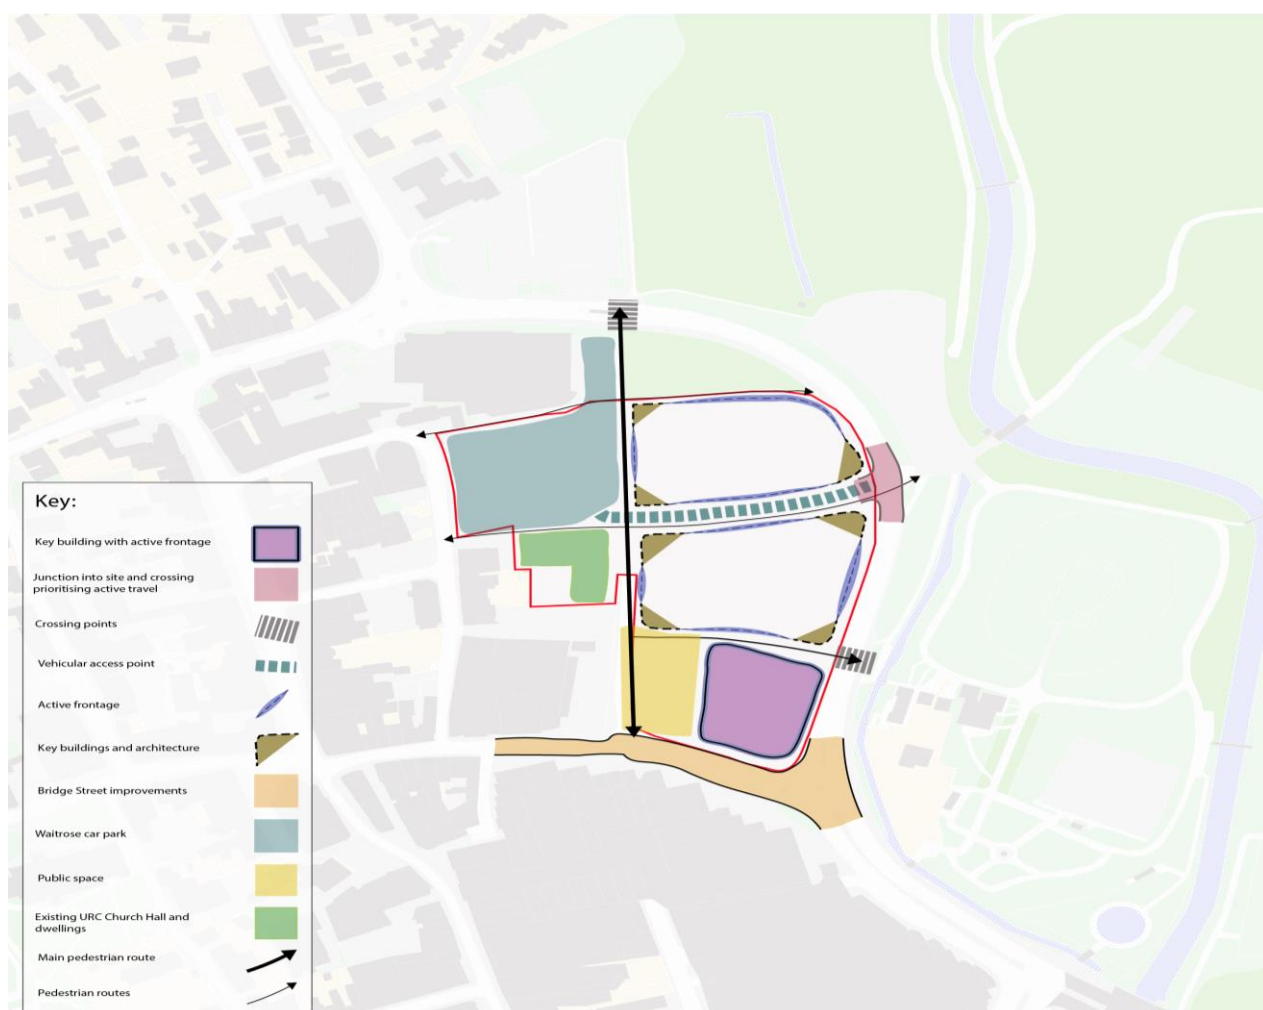 Key:
Key building with active frontage
Junction into site and crossing
prioritising active travel
Crossing points
Vehicular access point
Active frontage
Key buildings and architecture
Bridge Street improvements
Waitrose car park
Public space
Existing URC Church Hall and
dwellings
Main pedestrian route
Pedestrian routes